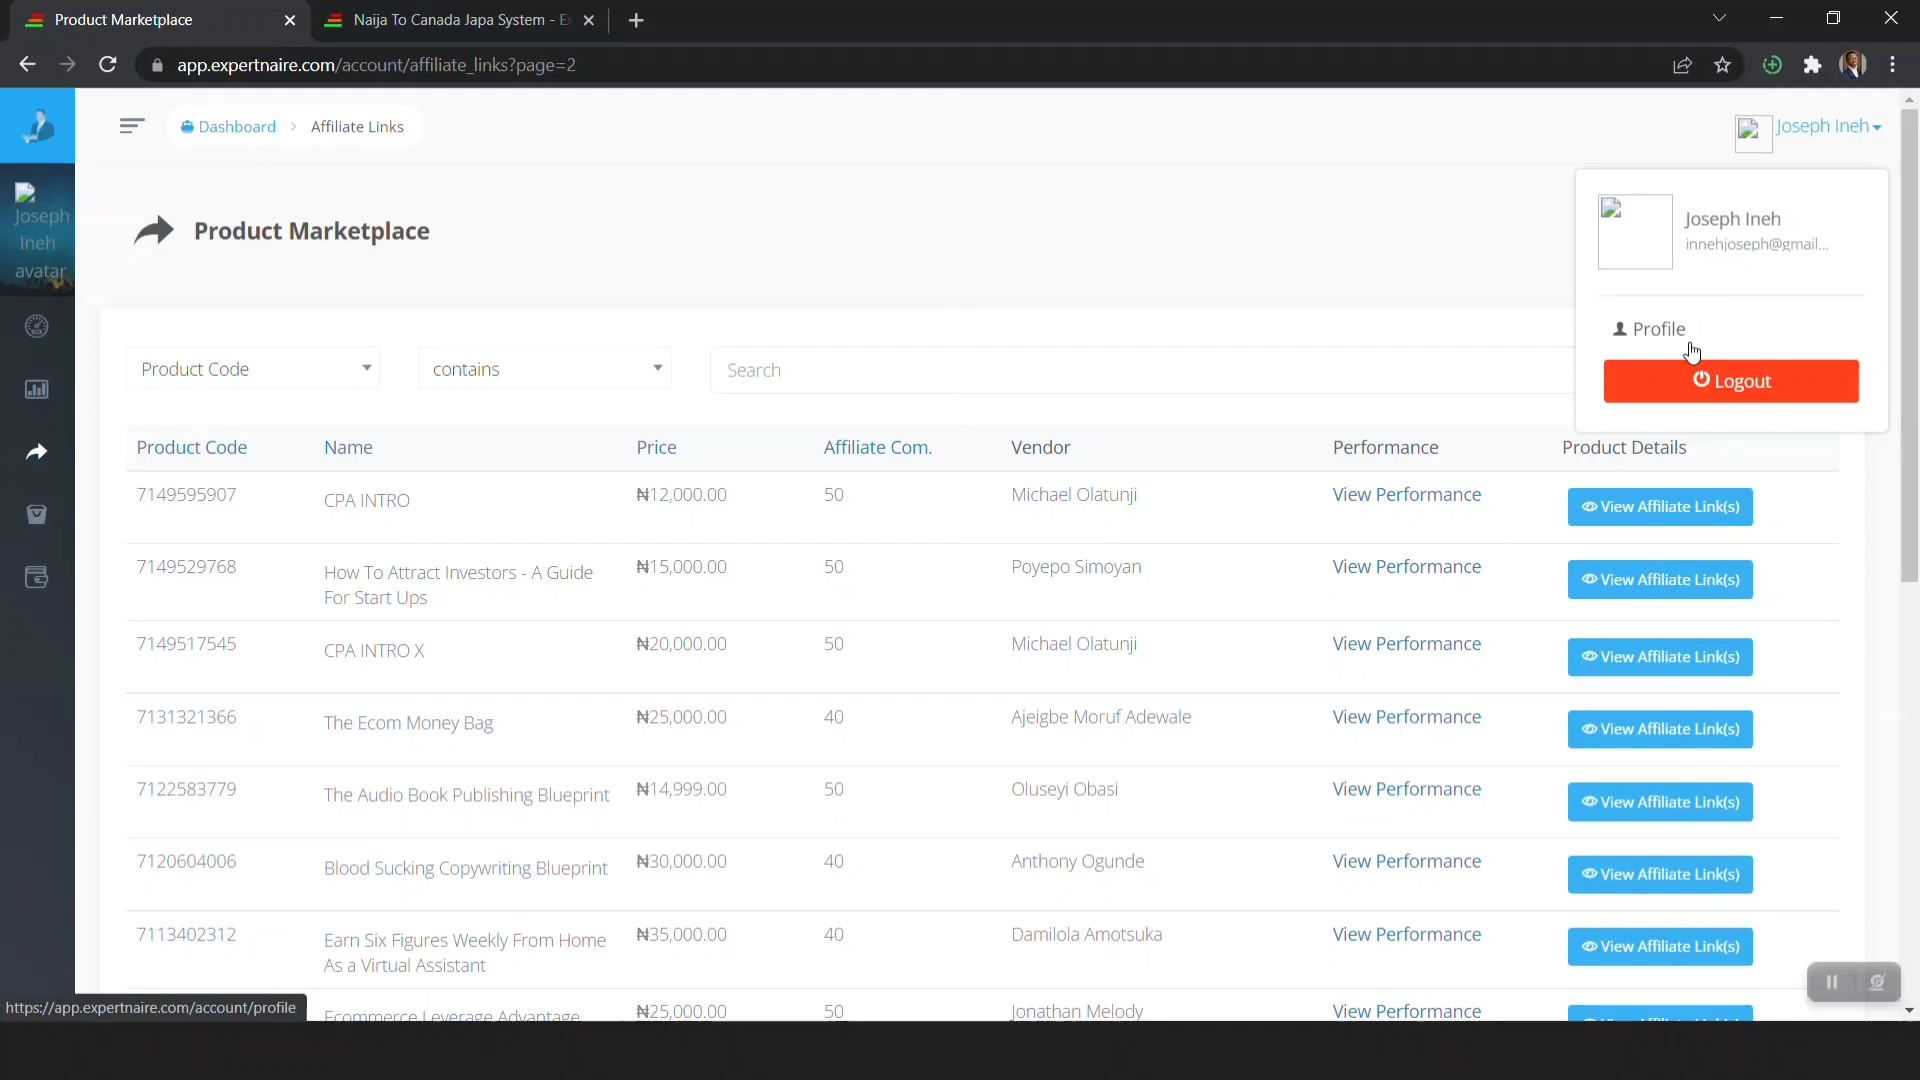 Product Marketplace
Naija To Canada Japa System - Ex
app.expertnaire.com/account/affiliate_links?page=2
Dashboard > Affiliate Links
Joseph Ineh
Joseph
Ineh
avatar
Product Marketplace
Joseph Ineh
innehjoseph@gmail...
Profile
Logout
Product Code
contains
Search
Product Code Name Price Affiliate Com. Vendor Performance Product Details
7149595907 CPA INTRO ₦12,000.00 50 Michael Olatunji View Performance View Affiliate Link(s)
7149529768 How To Attract Investors - A Guide ₦15,000.00 50 Poyepo Simoyan View Performance View Affiliate Link(s)
For Start Ups
7149517545 CPA INTRO X ₦20,000.00 50 Michael Olatunji View Performance View Affiliate Link(s)
7131321366 The Ecom Money Bag ₦25,000.00 40 Ajeigbe Moruf Adewale View Performance View Affiliate Link(s)
7122583779 The Audio Book Publishing Blueprint ₦14,999.00 50 Oluseyi Obasi View Performance View Affiliate Link(s)
7120604006 Blood Sucking Copywriting Blueprint ₦30,000.00 40 Anthony Ogunde View Performance View Affiliate Link(s)
7113402312 Earn Six Figures Weekly From Home ₦35,000.00 40 Damilola Amotsuka View Performance View Affiliate Link(s)
As a Virtual Assistant
Ecommerce Leverage Advantage ₦25,000.00 50 Jonathan Melody View Performance
https://app.expertnaire.com/account/profile